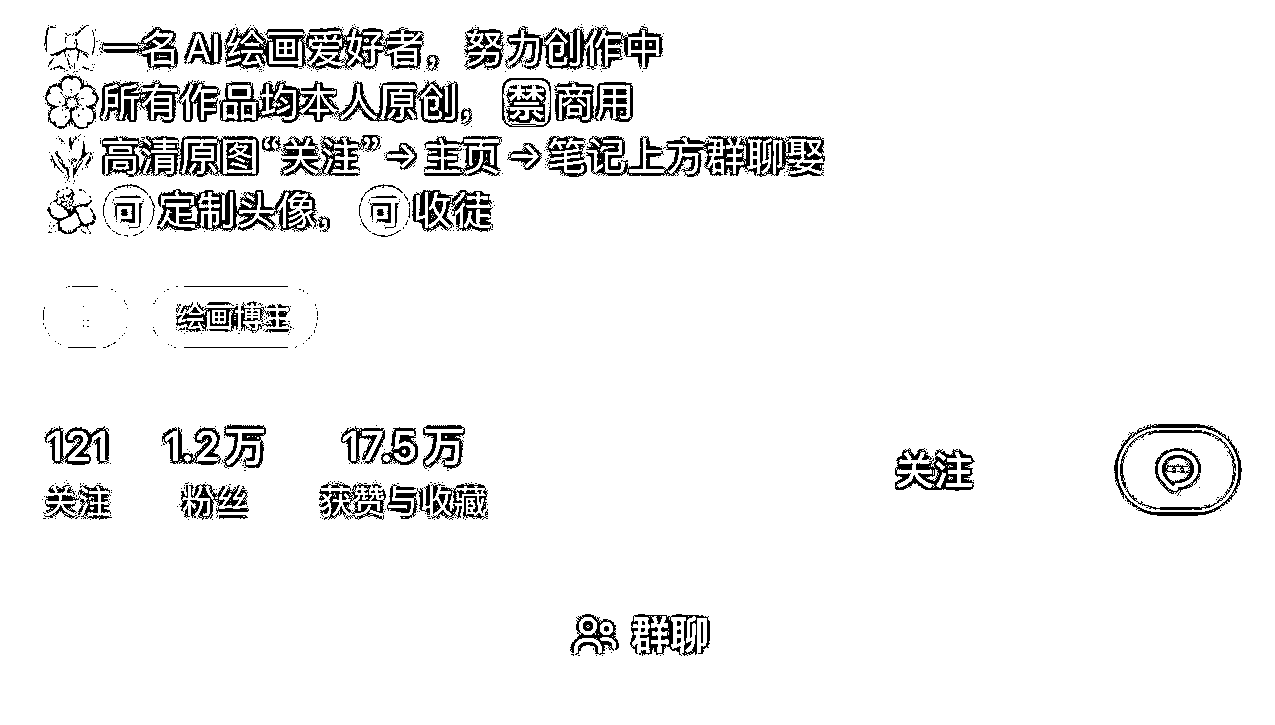 一名AI绘画爱好者，努力创作中
所有作品均本人原创，禁商用
高清原图“关注”→主页→笔记上方群聊娶
可定制头像，可收徒
绘画博主
121 1.2万 17.5万
关注 粉丝 获赞与收藏
关注
群聊